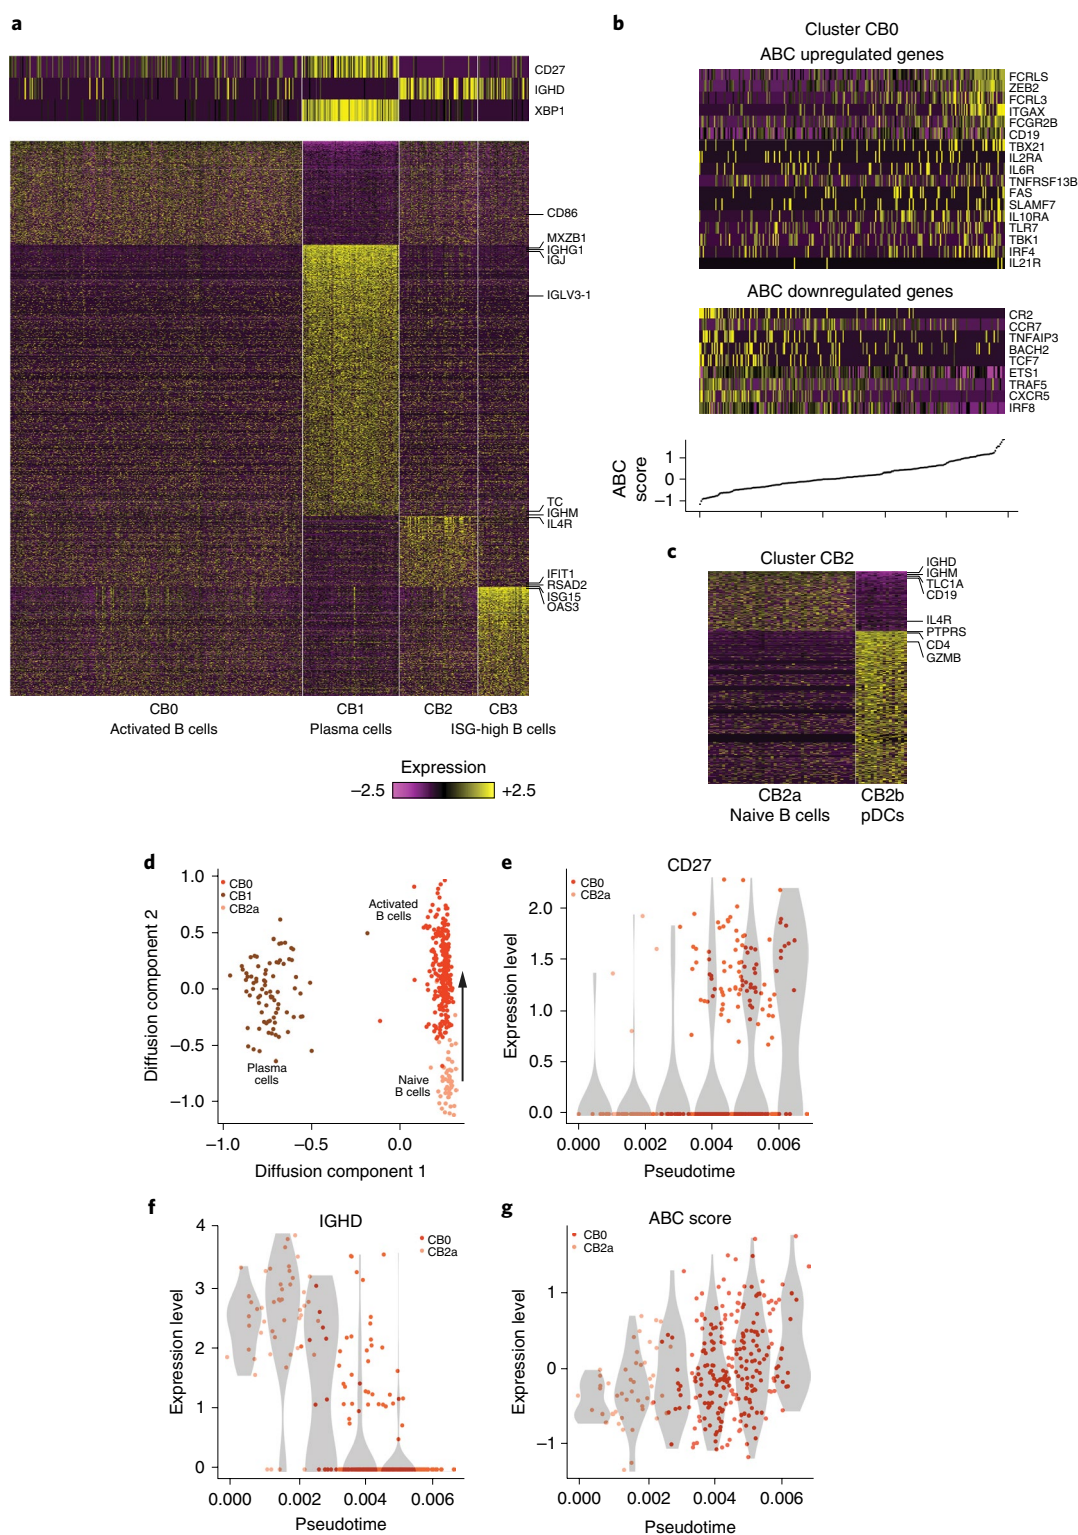 a
CD27
IGHD
XBP1
CD86
MXZB1
IGHG1
IGJ
IGLV3-1
TC
IGHM
IL4R
IFIT1
RSAD2
ISG15
OAS3
CB0
CB1
CB2
CB3
Activated B cells
Plasma cells
ISG-high B cells
Expression
−2.5
+2.5
b
Cluster CB0
ABC upregulated genes
FCRLS
ZEB2
FCRL3
ITGAX
FCGR2B
CD19
TBX21
IL2RA
IL6R
TNFRSF13B
FAS
SLAMF7
IL10RA
TLR7
TBK1
IRF4
IL21R
ABC downregulated genes
CR2
CCR7
TNFAIP3
BACH2
TCF7
ETS1
TRAF5
CXCR5
IRF8
ABC
score
1
0
−1
c
Cluster CB2
IGHD
IGHM
TLC1A
CD19
IL4R
PTPRS
CD4
GZMB
CB2a
Naive B cells
CB2b
pDCs
d
CB0
CB1
CB2a
Activated
B cells
Plasma
cells
Naive
B cells
1.0
0.5
0.0
−0.5
−1.0
Diffusion component 2
−1.0
−0.5
0.0
Diffusion component 1
e
CD27
CB0
CB2a
2.0
1.5
1.0
0.5
0.0
Expression level
0.000
0.002
0.004
0.006
Pseudotime
f
IGHD
CB0
CB2a
4
3
2
1
0
Expression level
0.000
0.002
0.004
0.006
Pseudotime
g
ABC score
CB0
CB2a
1
0
−1
Expression level
0.000
0.002
0.004
0.006
Pseudotime